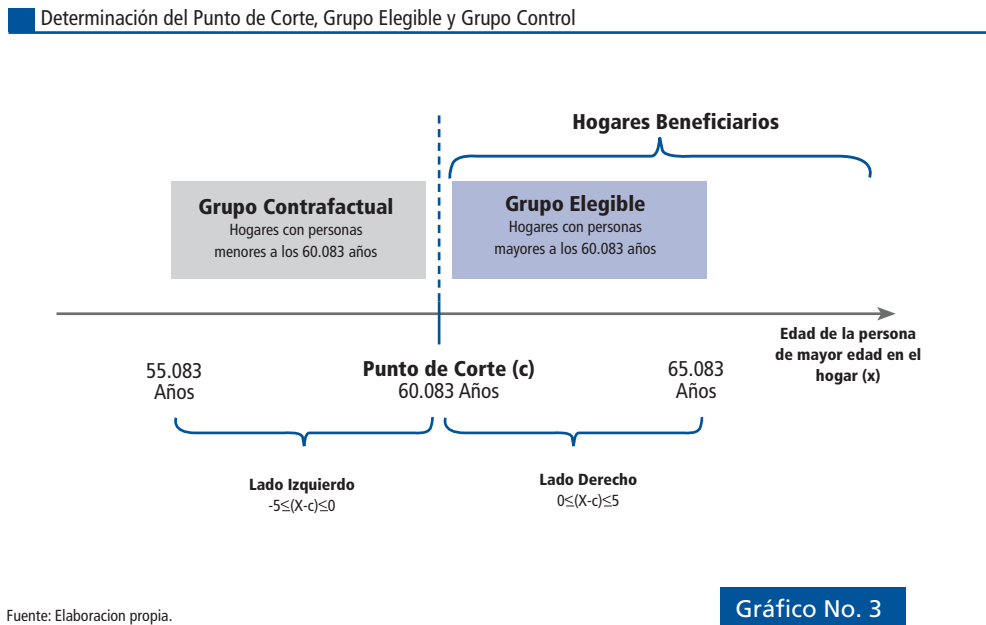 Determinación del Punto de Corte, Grupo Elegible y Grupo Control
Hogares Beneficiarios
Grupo Contrafactual
Hogares con personas
menores a los 60.083 años
Grupo Elegible
Hogares con personas
mayores a los 60.083 años
Edad de la persona
de mayor edad en el
hogar (x)
55.083
Años
Punto de Corte (c)
60.083 Años
65.083
Años
Lado Izquierdo
-5≤(X-c)≤0
Lado Derecho
0≤(X-c)≤5
Fuente: Elaboracion propia.
Gráfico No. 3